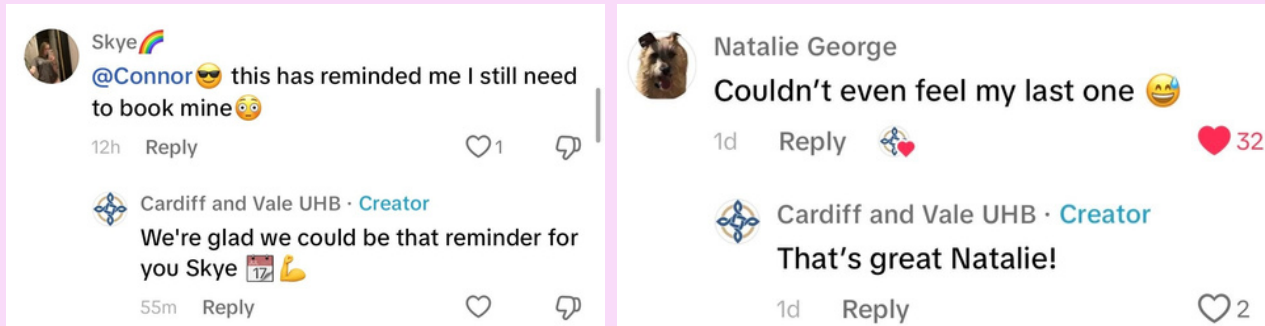 Skye🌈
@Connor😎 this has reminded me I still need
to book mine😳
12h Reply 1
Cardiff and Vale UHB · Creator
We're glad we could be that reminder for
you Skye 📆💪
55m Reply
Natalie George
Couldn't even feel my last one 😅
1d Reply 32
Cardiff and Vale UHB · Creator
That's great Natalie!
1d Reply 2